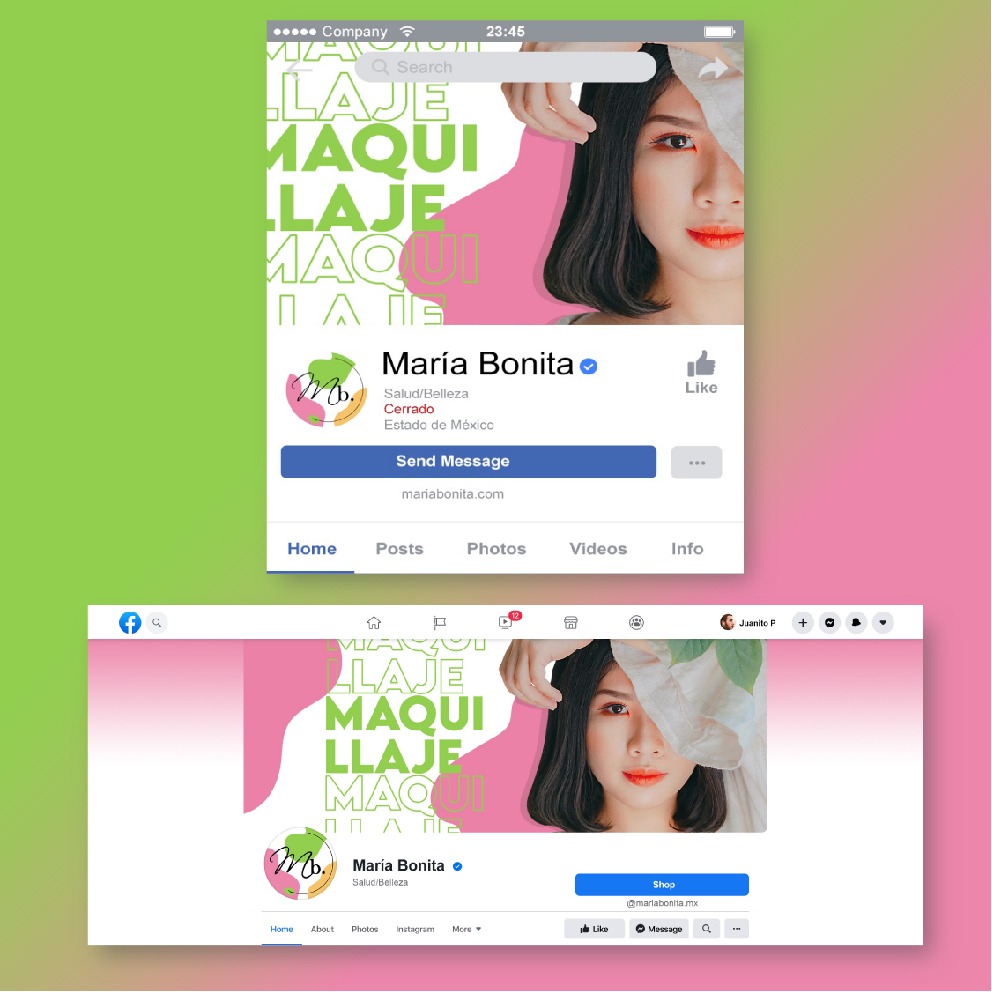 Company
23:45
MAQUI
Search
LLAJE
MAQUI
LLAJE
MAQUI
LLAJE
Mb.
María Bonita
Salud/Belleza
Cerrado
Estado de México
Like
Send Message
...
mariabonita.com
Home Posts Photos Videos Info
12
Juanito P
MAQUI
LLAJE
MAQUI
LLAJE
MAQUI
LLAJE
Mb.
María Bonita
Salud/Belleza
Shop
@mariabonita.mx
Home About Photos Instagram More Like Message ...